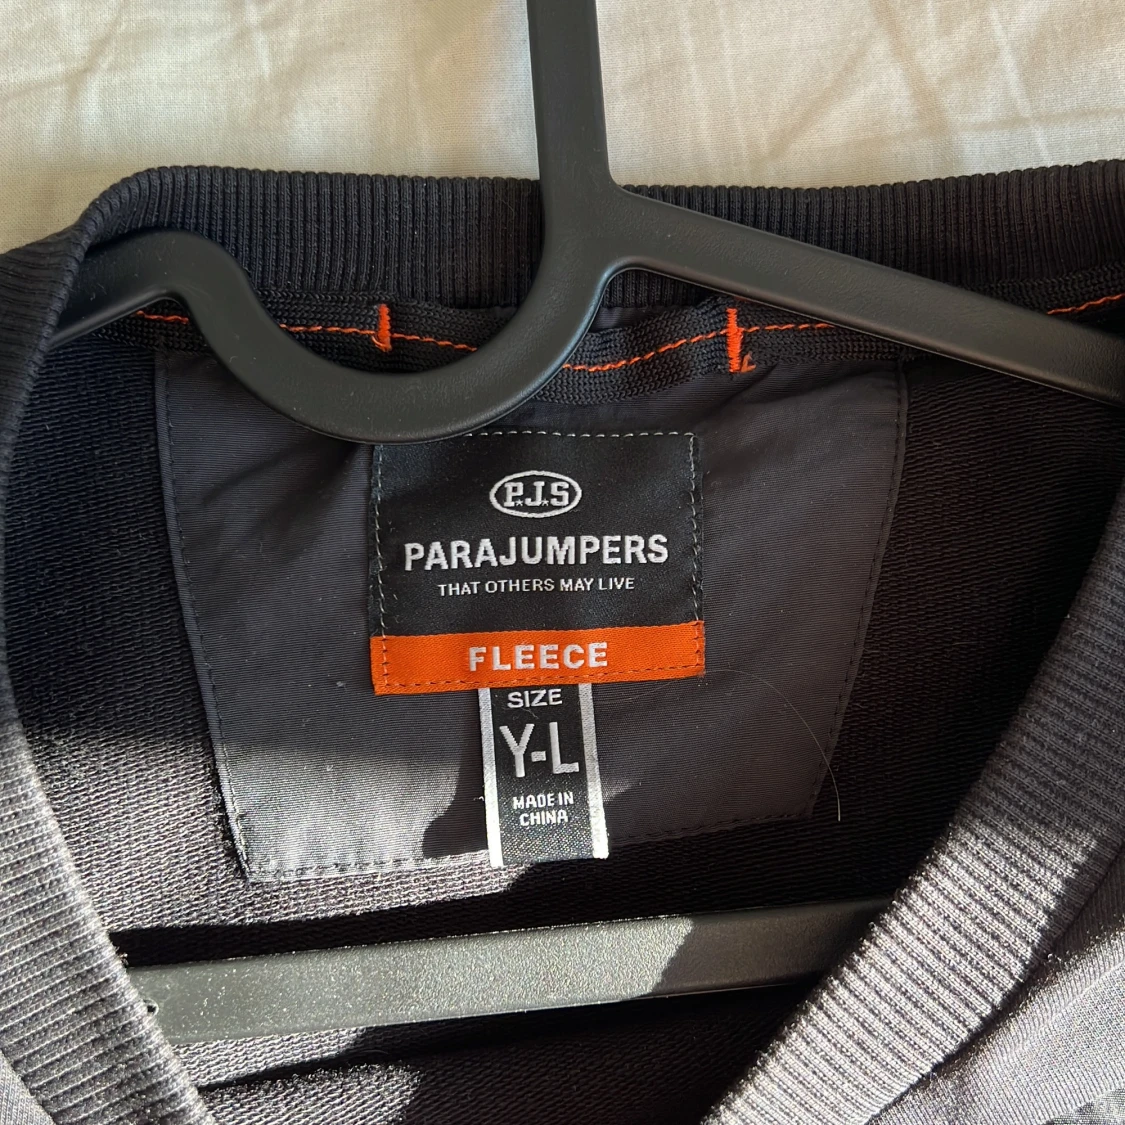 P.J.S
PARAJUMPERS
THAT OTHERS MAY LIVE
FLEECE
SIZE
Y-L
MADE IN
CHINA